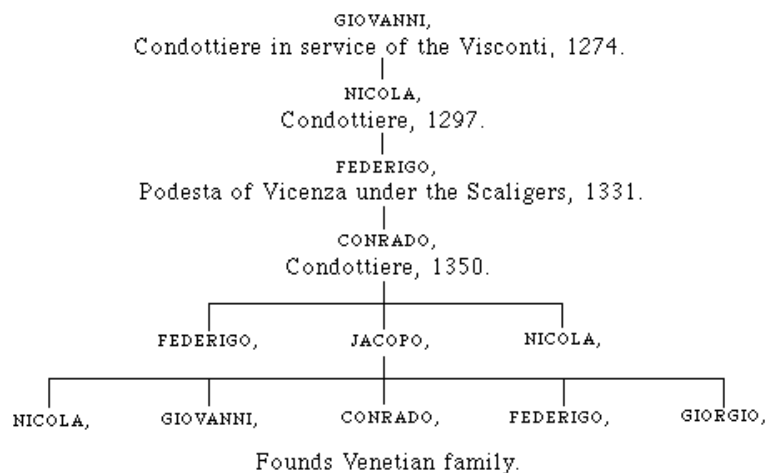 GIOVANNI,
Condottiere in service of the Visconti, 1274.
NICOLA,
Condottiere, 1297.
FEDERIGO,
Podesta of Vicenza under the Scaligers, 1331.
CONRADO,
Condottiere, 1350.
FEDERIGO, JACOPO, NICOLA,
NICOLA, GIOVANNI, CONRADO, FEDERIGO, GIORGIO,
Founds Venetian family.